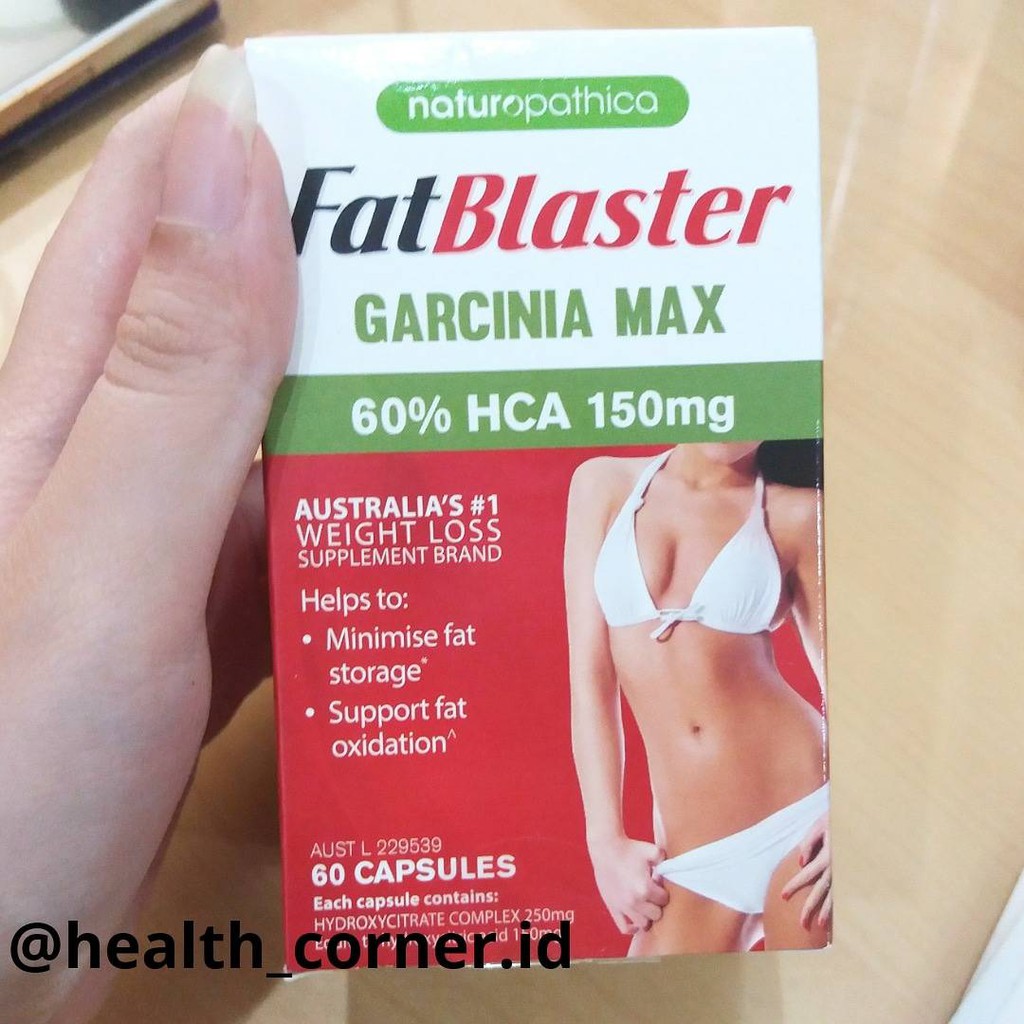 naturopathica
FatBlaster
GARCINIA MAX
60% HCA 150mg
AUSTRALIA'S #1
WEIGHT LOSS
SUPPLEMENT BRAND
Helps to:
• Minimise fat
storage*
• Support fat
oxidation^
AUST L 229539
60 CAPSULES
Each capsule contains:
HYDROXYCITRATE COMPLEX 250mg
@health_corner.id